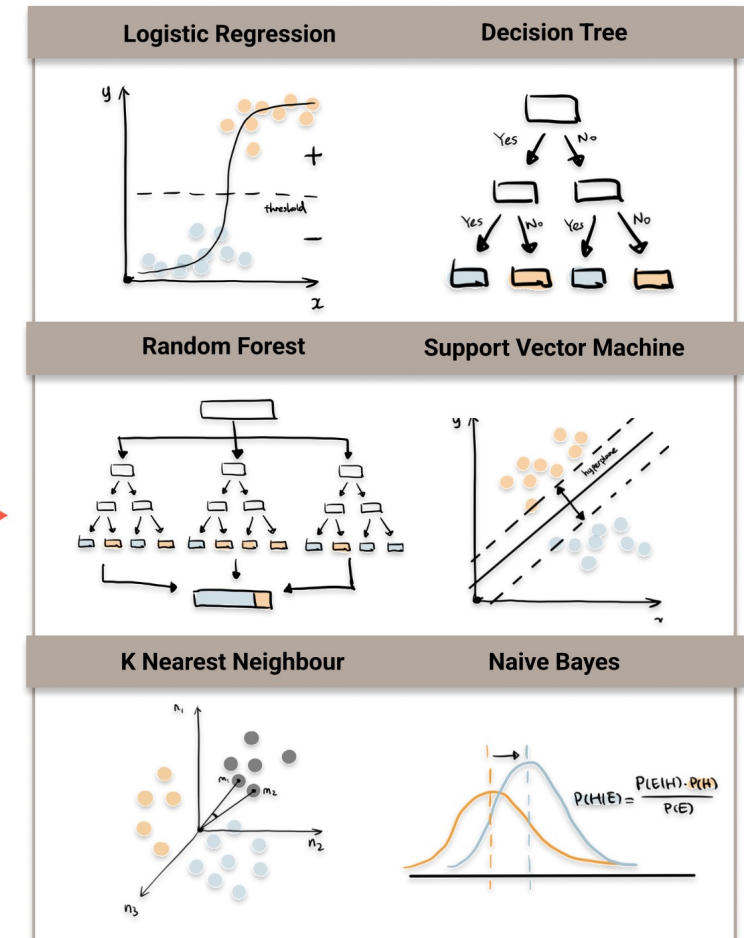 Logistic Regression
Decision Tree
y
+
threshold
−
x
Yes
No
Yes
No
Yes
No
Random Forest
Support Vector Machine
y
hyperplane
x
K Nearest Neighbour
Naive Bayes
n₁
m₁
m₂
n₂
n₃
P(H|E) = P(E|H) · P(H)
P(E)